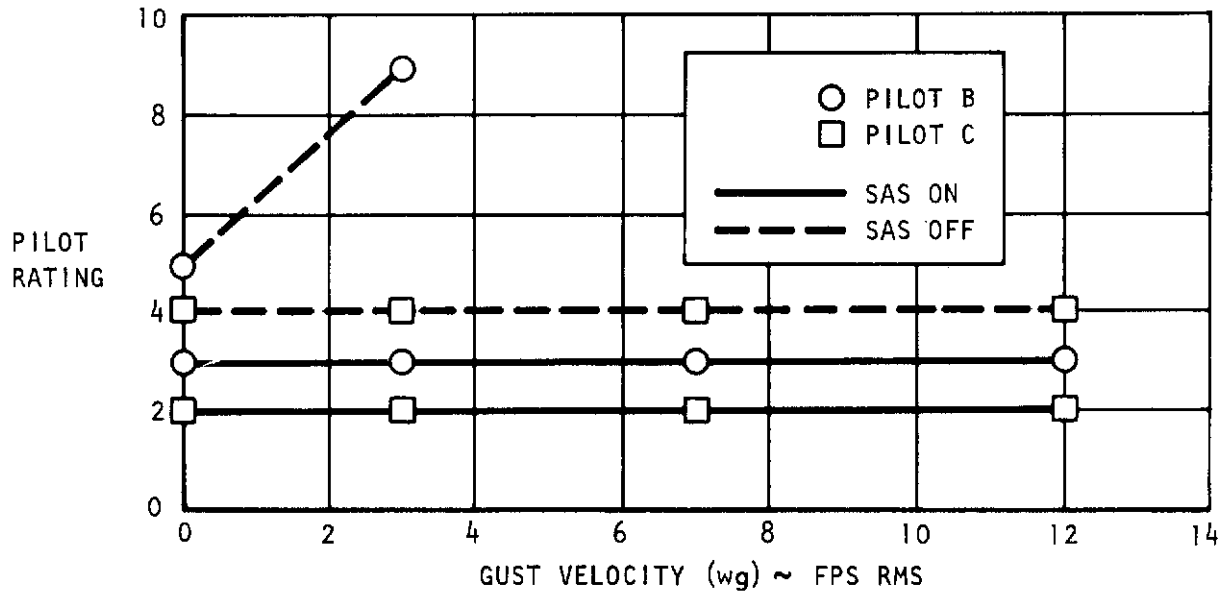 10
8
6
4
2
0
PILOT
RATING
PILOT B
PILOT C
SAS ON
SAS OFF
0 2 4 6 8 10 12 14
GUST VELOCITY (wg) ~ FPS RMS